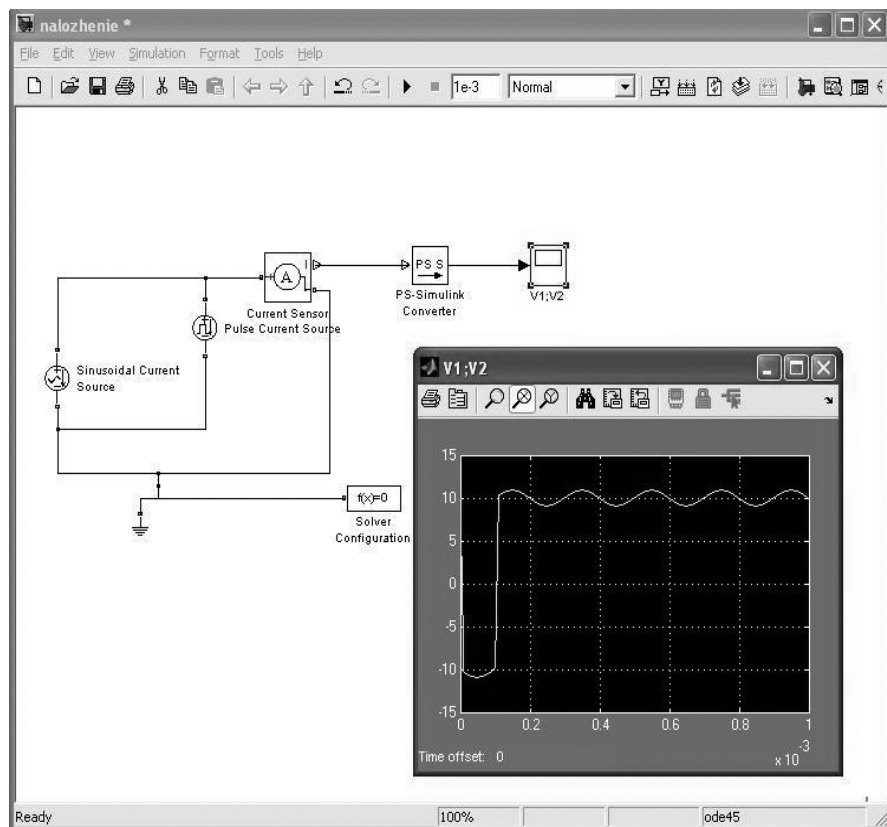 nalozhenie *
File Edit View Simulation Format Tools Help
1e-3 Normal
A
I
PS S
PS-Simulink
Converter
V1;V2
Current Sensor
Pulse Current Source
Sinusoidal Current
Source
f(x)=0
Solver
Configuration
V1;V2
15
10
5
0
-5
-10
-15
0 0.2 0.4 0.6 0.8 1
x 10-3
Time offset: 0
Ready 100% ode45